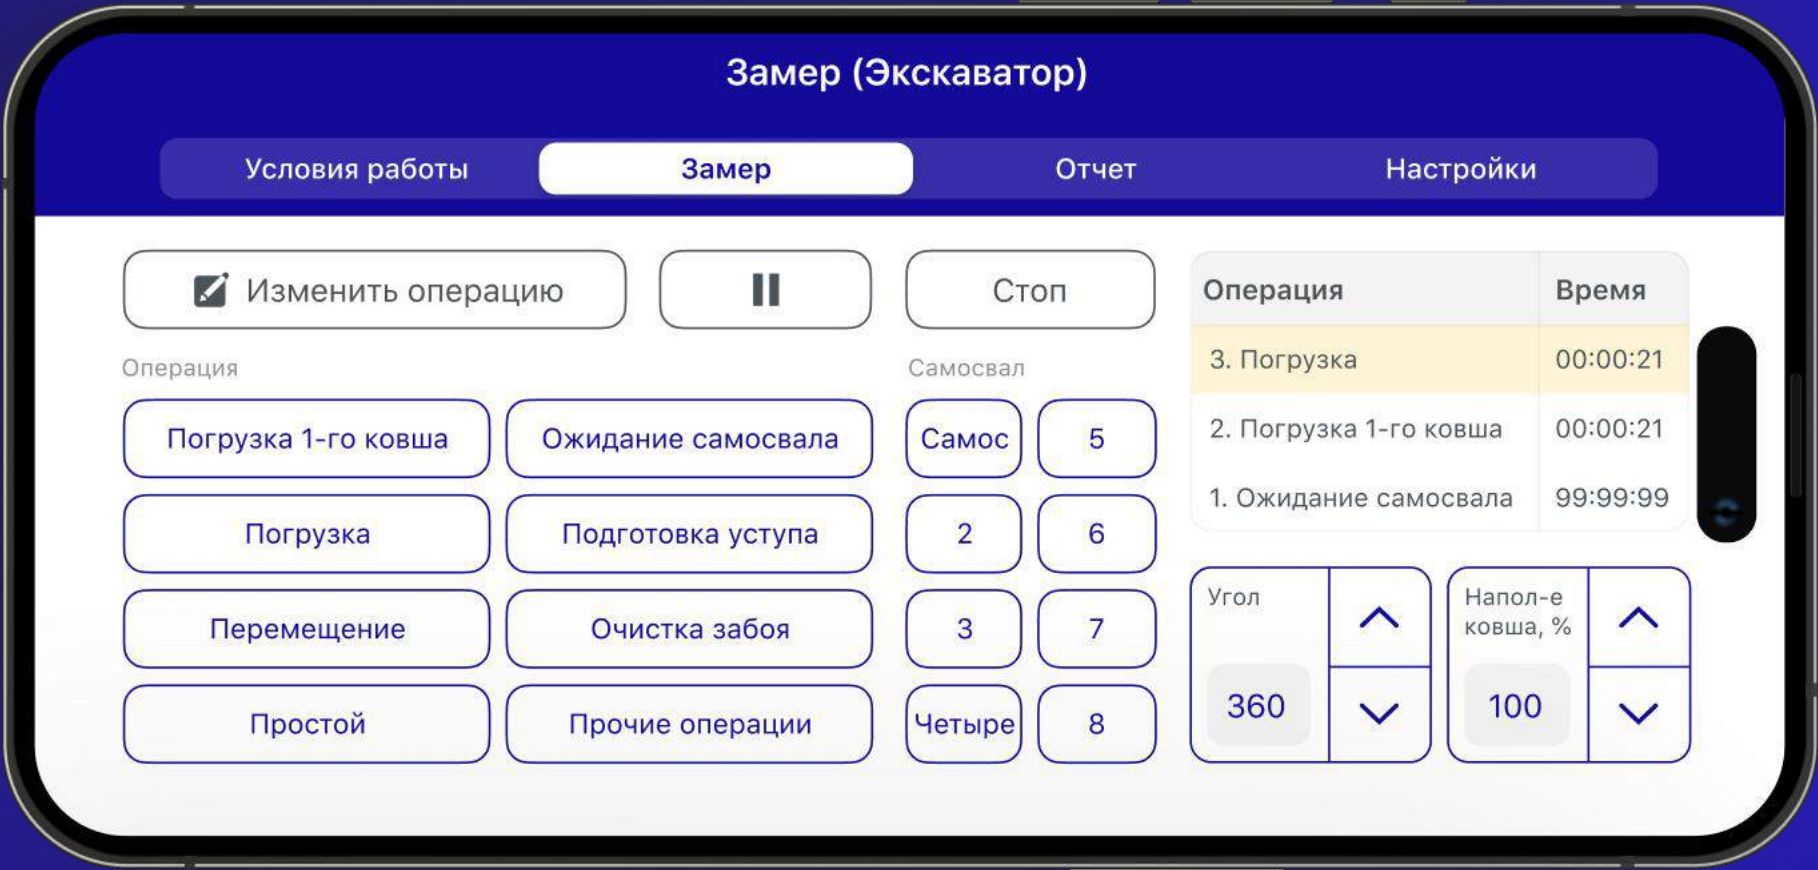 Замер (Экскаватор)
Условия работы
Замер
Отчет
Настройки
Изменить операцию
Стоп
Операция
Самосвал
Погрузка 1-го ковша
Ожидание самосвала
Самос
5
Погрузка
Подготовка уступа
2
6
Перемещение
Очистка забоя
3
7
Простой
Прочие операции
Четыре
8
Операция Время
3. Погрузка 00:00:21
2. Погрузка 1-го ковша 00:00:21
1. Ожидание самосвала 99:99:99
Угол
360
Напол-е
ковша, %
100